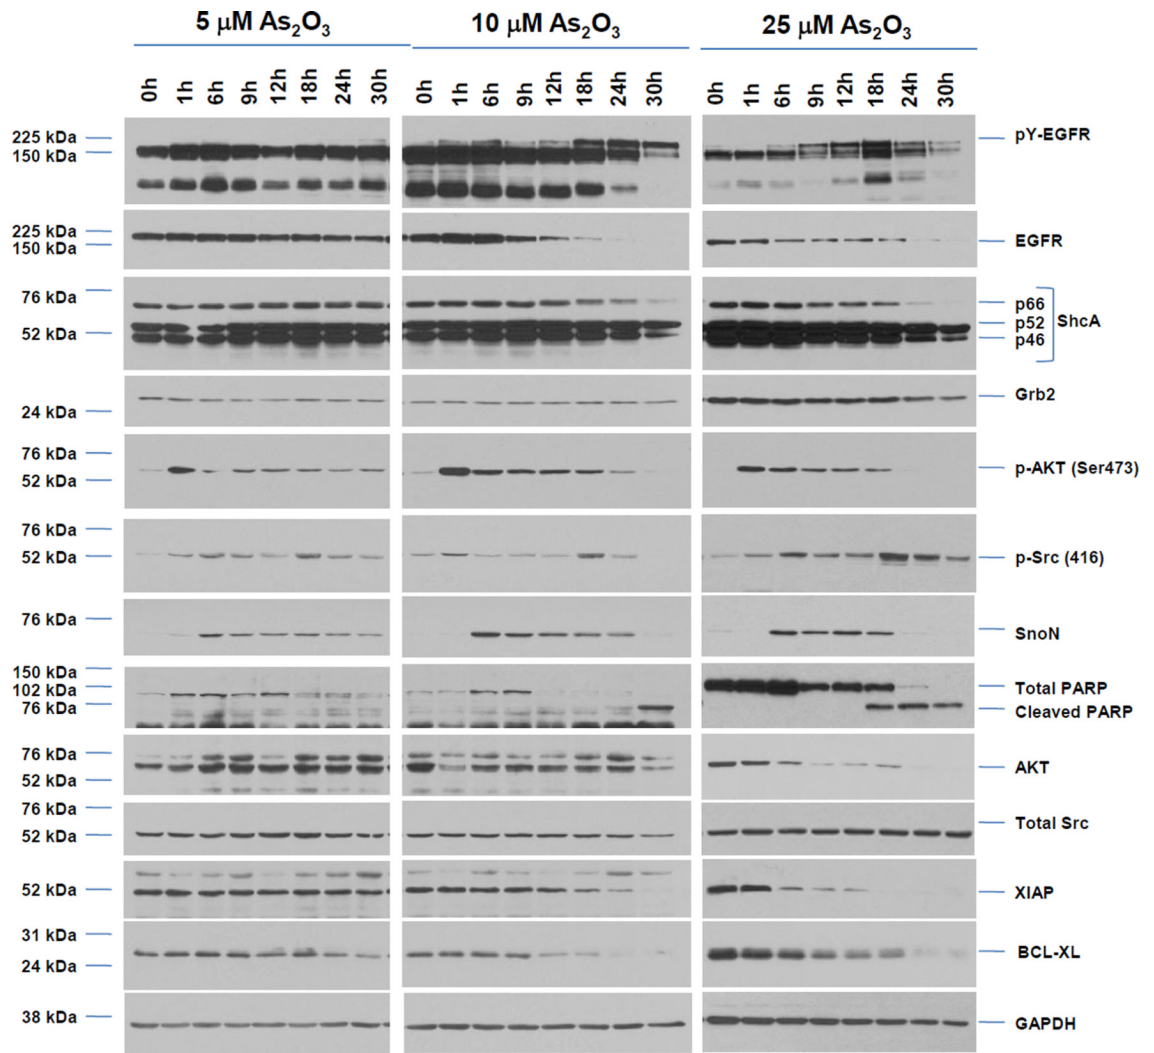 5 μM As₂O₃ 10 μM As₂O₃ 25 μM As₂O₃
0h 1h 6h 9h 12h 18h 24h 30h 0h 1h 6h 9h 12h 18h 24h 30h 0h 1h 6h 9h 12h 18h 24h 30h
225 kDa pY-EGFR
150 kDa
225 kDa EGFR
150 kDa
76 kDa p66
p52 ShcA
52 kDa p46
Grb2
24 kDa
76 kDa p-AKT (Ser473)
52 kDa
76 kDa
52 kDa p-Src (416)
76 kDa SnoN
150 kDa
102 kDa Total PARP
76 kDa Cleaved PARP
76 kDa AKT
52 kDa
76 kDa Total Src
52 kDa
52 kDa XIAP
31 kDa BCL-XL
24 kDa
38 kDa GAPDH